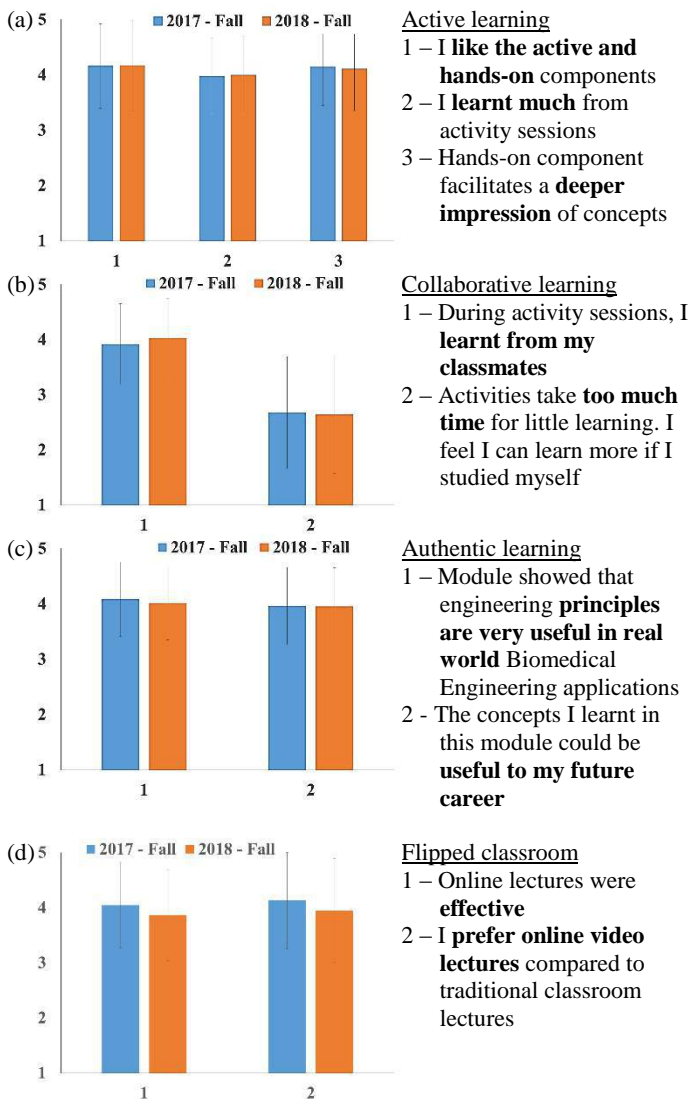 (a)
5
2017 - Fall 2018 - Fall
4
3
2
1
1 2 3
Active learning
1 – I like the active and
hands-on components
2 – I learnt much from
activity sessions
3 – Hands-on component
facilitates a deeper
impression of concepts
(b)
5
2017 - Fall 2018 - Fall
4
3
2
1
1 2
Collaborative learning
1 – During activity sessions, I
learnt from my
classmates
2 – Activities take too much
time for little learning. I
feel I can learn more if I
studied myself
(c)
5
2017 - Fall 2018 - Fall
4
3
2
1
1 2
Authentic learning
1 – Module showed that
engineering principles
are very useful in real
world Biomedical
Engineering applications
2 - The concepts I learnt in
this module could be
useful to my future
career
(d)
5
2017 - Fall 2018 - Fall
4
3
2
1
1 2
Flipped classroom
1 – Online lectures were
effective
2 – I prefer online video
lectures compared to
traditional classroom
lectures